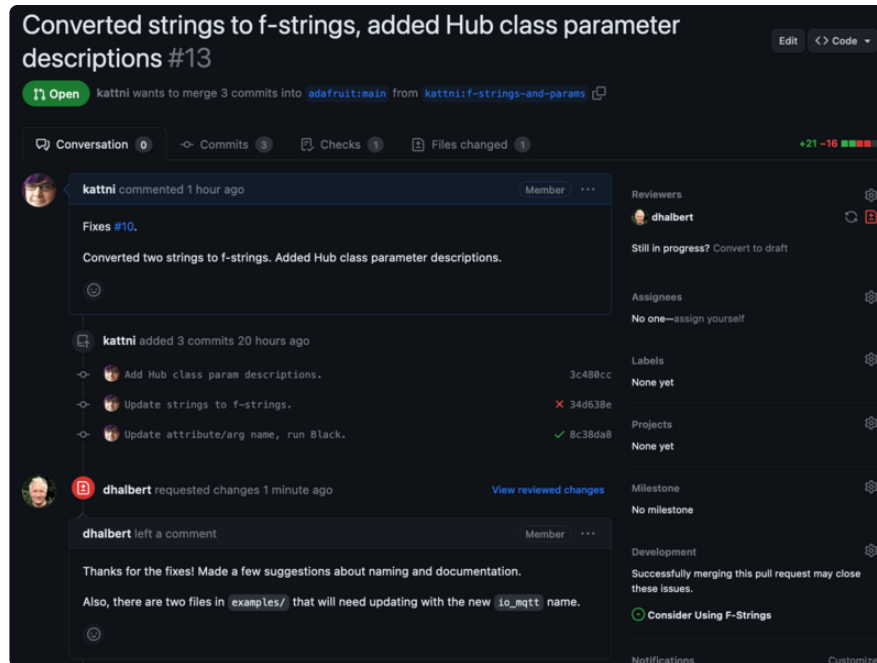 Converted strings to f-strings, added Hub class parameter
descriptions #13
Edit
<> Code
Open
kattni wants to merge 3 commits into adafruit:main from kattni:f-strings-and-params
Conversation 0
Commits 3
Checks 1
Files changed 1
+21 −16
kattni commented 1 hour ago
Member
Fixes #10.
Converted two strings to f-strings. Added Hub class parameter descriptions.
kattni added 3 commits 20 hours ago
Add Hub class param descriptions. 3c480cc
Update strings to f-strings. 34d638e
Update attribute/arg name, run Black. 8c38da8
dhalbert requested changes 1 minute ago
View reviewed changes
dhalbert left a comment
Member
Thanks for the fixes! Made a few suggestions about naming and documentation.
Also, there are two files in examples/ that will need updating with the new io_mqtt name.
Reviewers
dhalbert
Still in progress? Convert to draft
Assignees
No one—assign yourself
Labels
None yet
Projects
None yet
Milestone
No milestone
Development
Successfully merging this pull request may close
these issues.
Consider Using F-Strings
Notifications
Customize